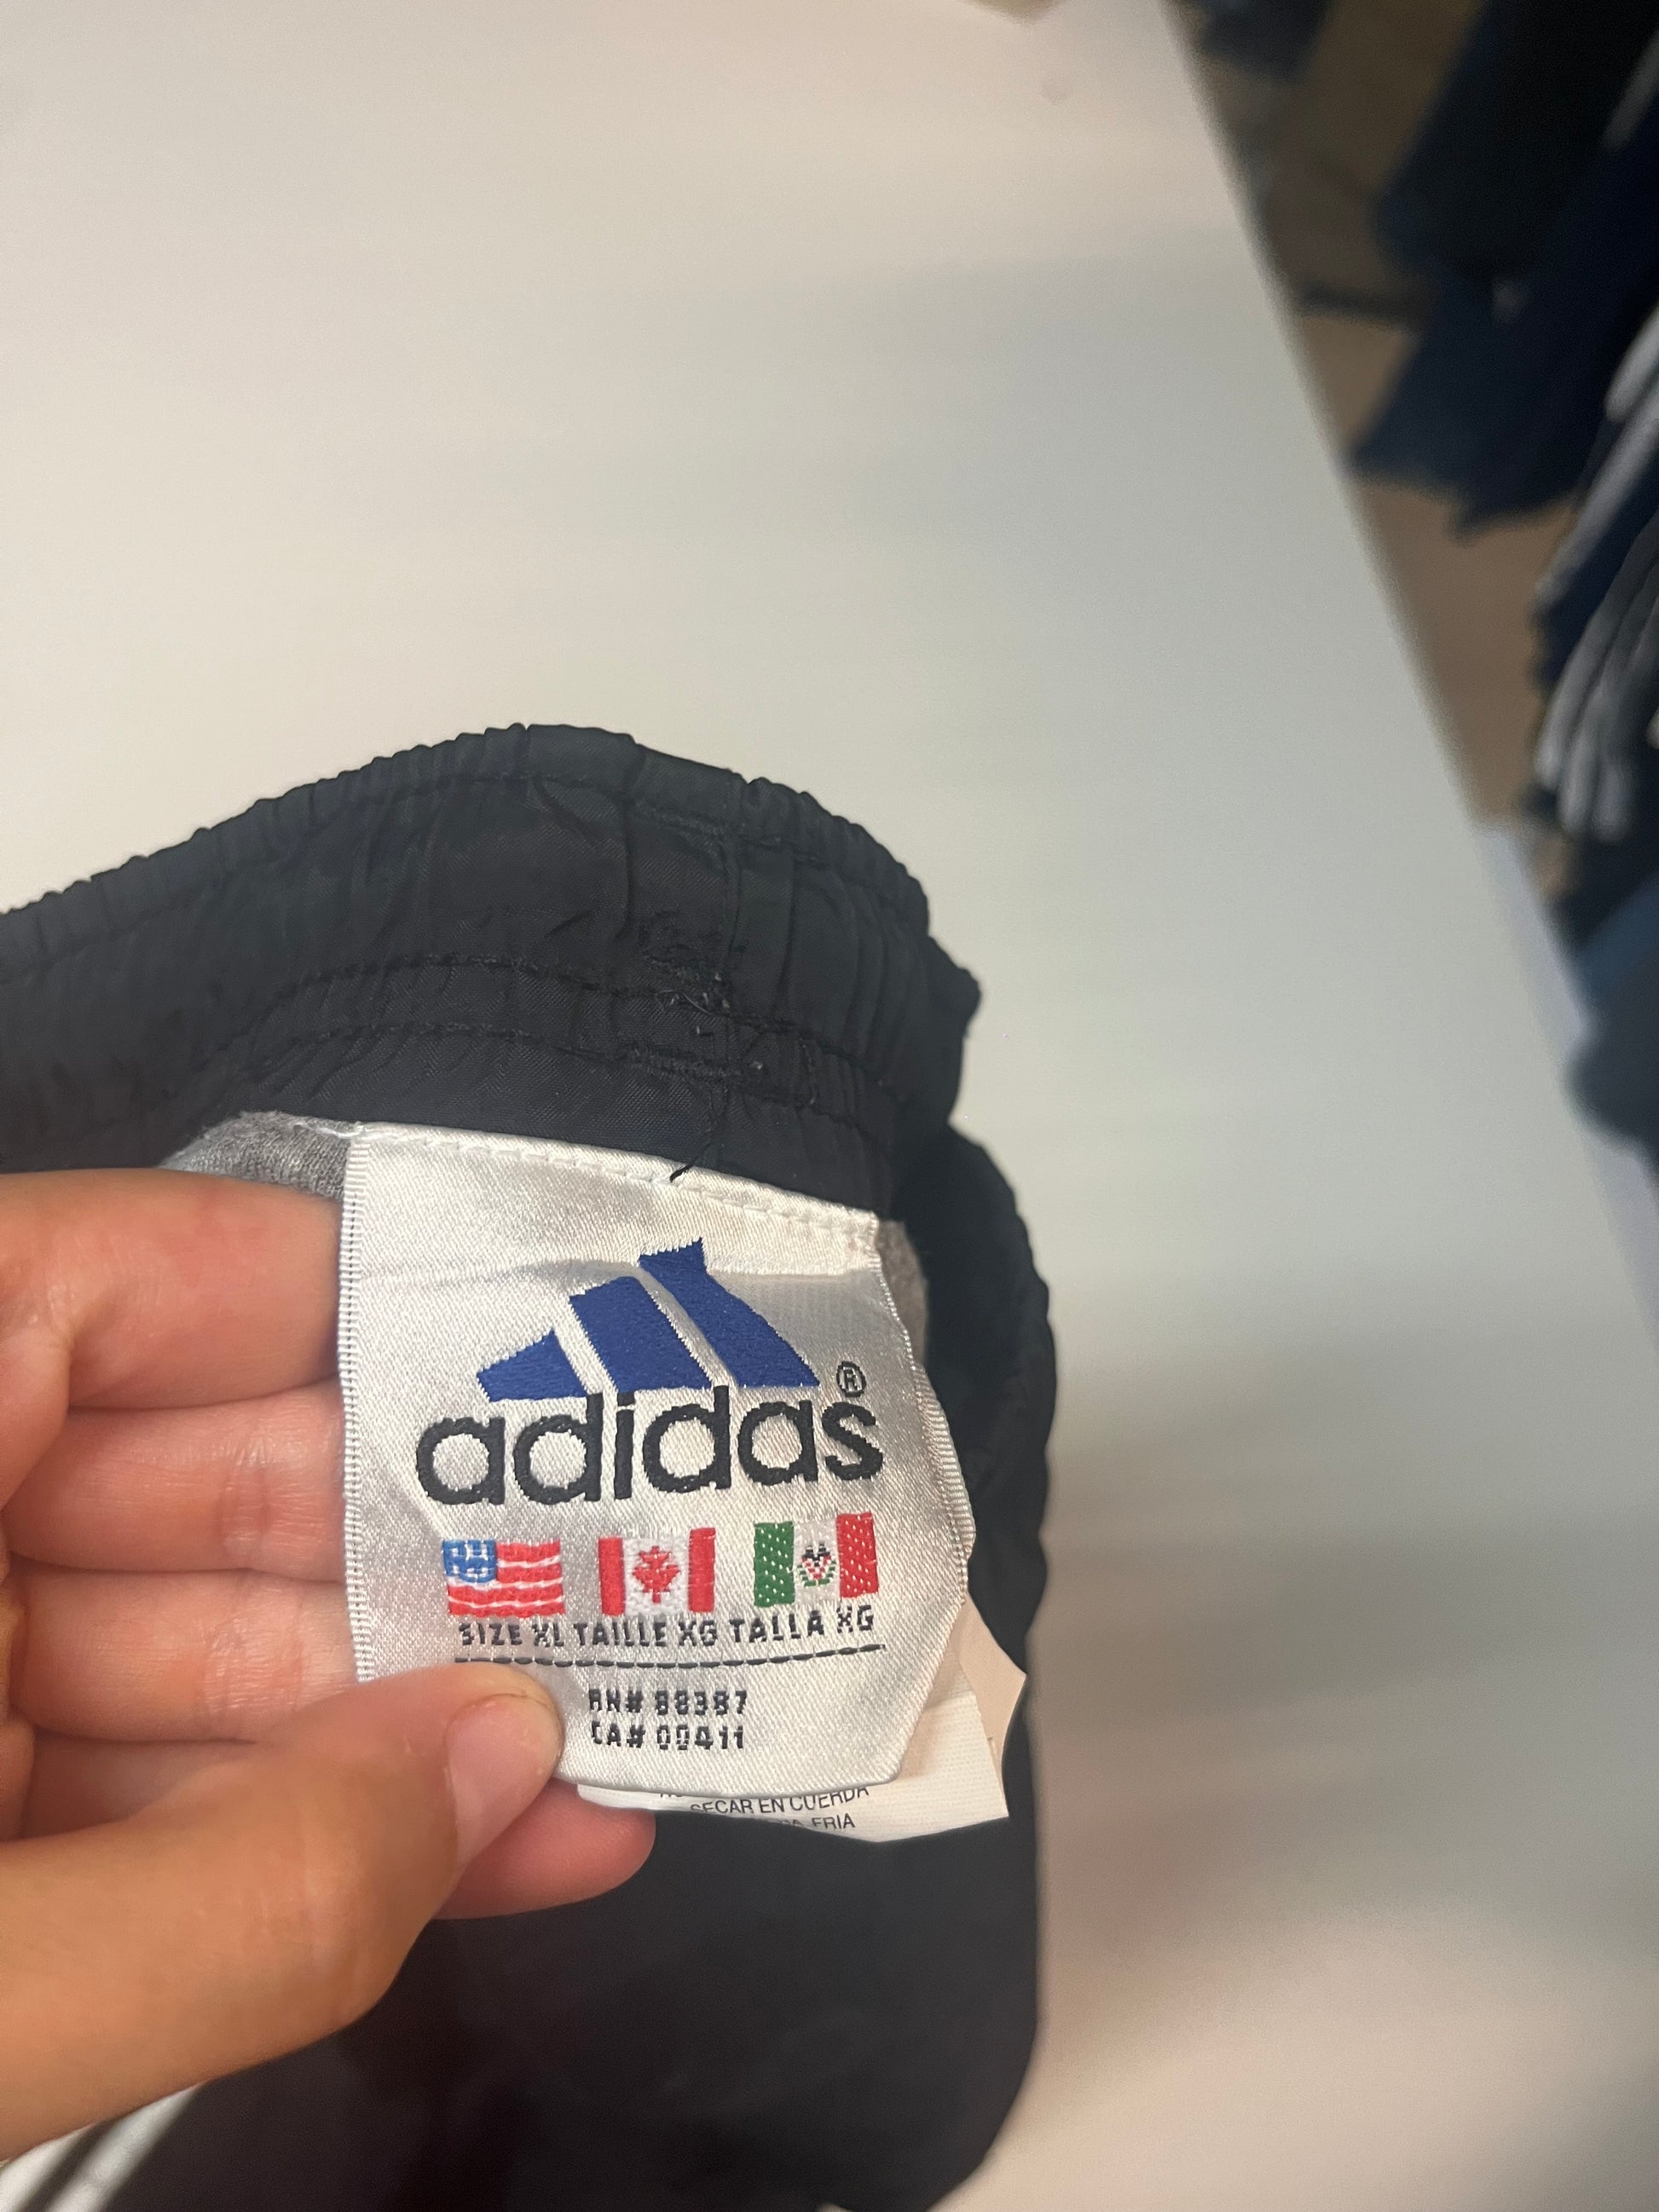 adidas®
SIZE XL TAILLE XG TALLA XG
RN# 88387
CA# 00411
SECAR EN CUERDA
FRIA